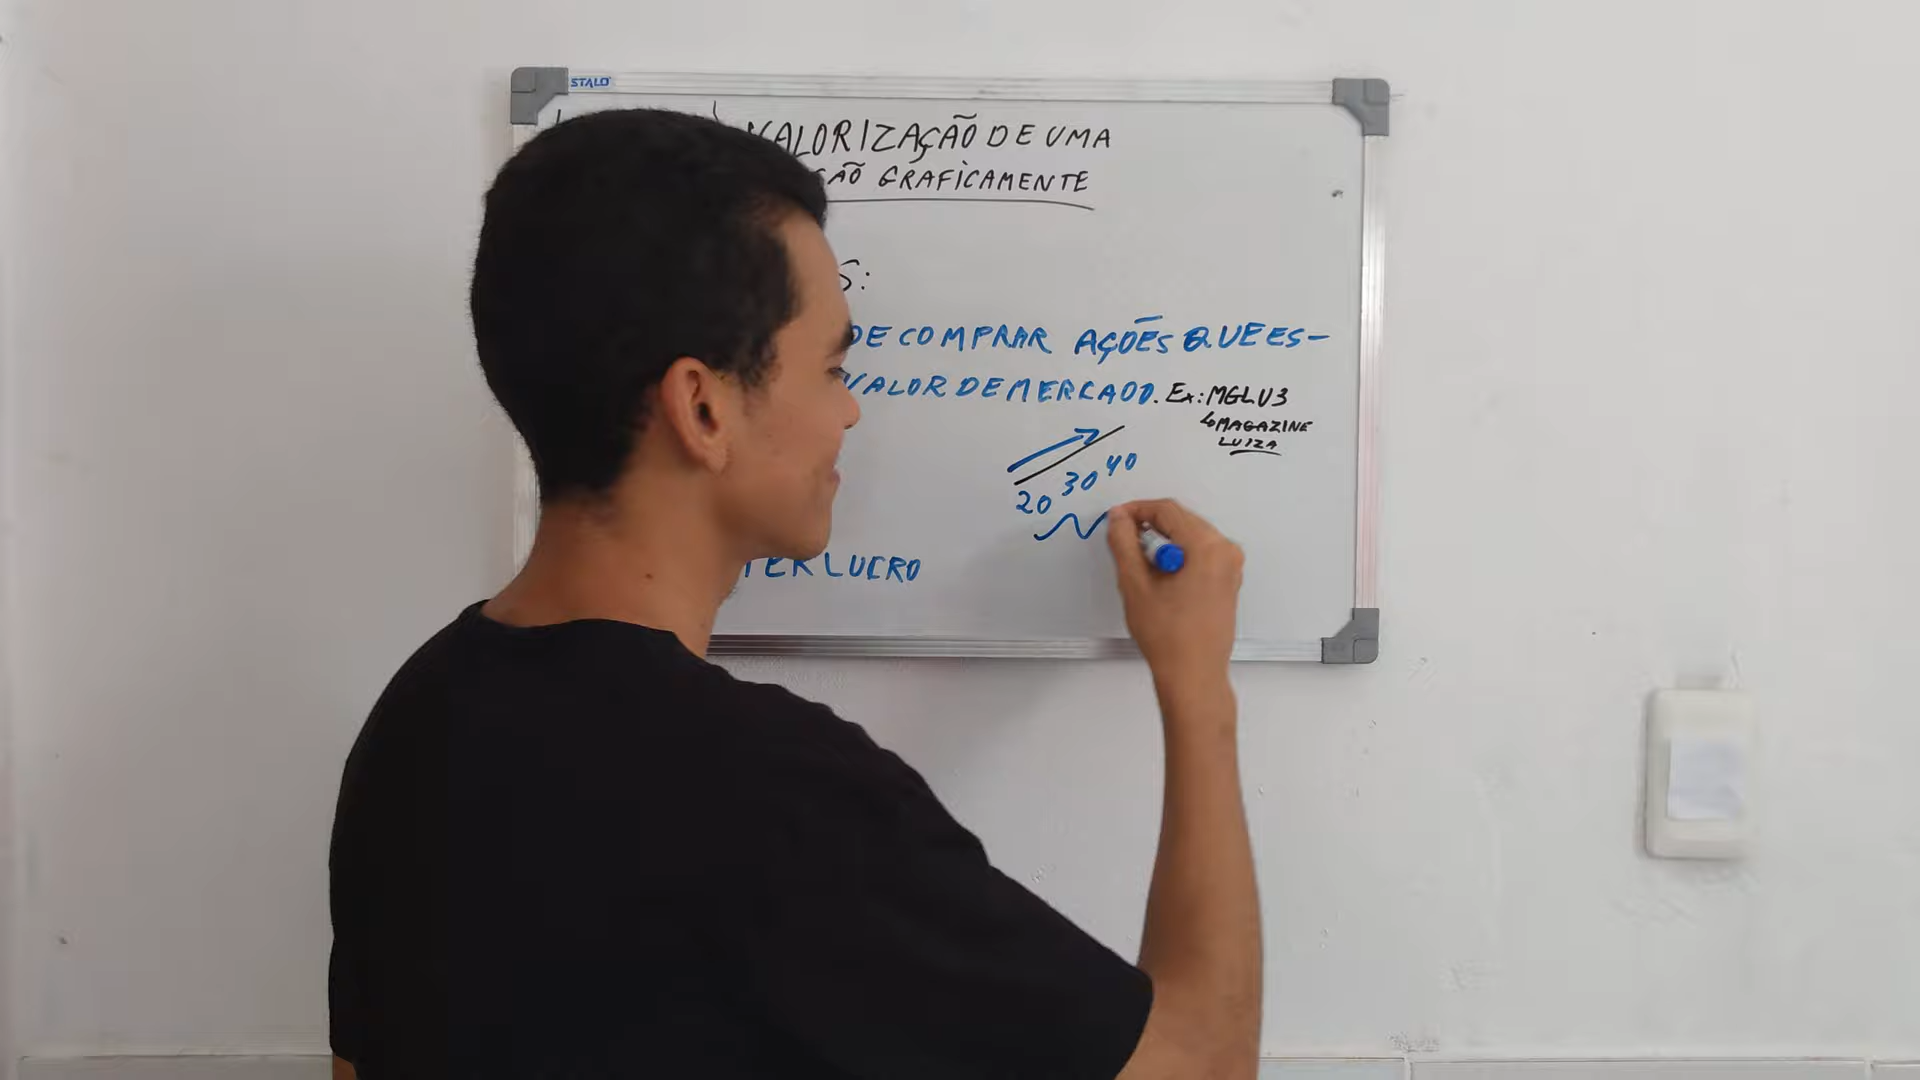 STALO
VALORIZAÇÃO DE UMA
GRAFICAMENTE
DE COMPRAR AÇÕES QUE ES-
VALOR DE MERCADO. Ex: MGLU3
↳MAGAZINE
LUIZA
20 30 40
TER LUCRO